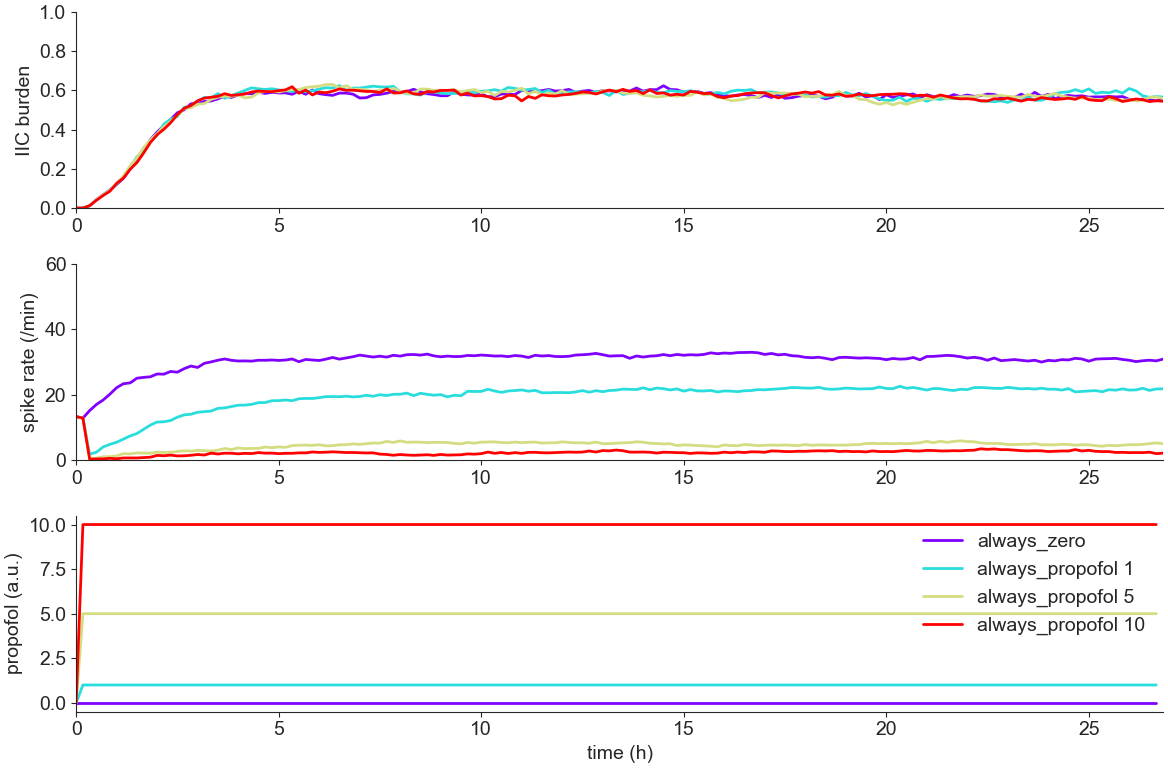 1.0
0.8
0.6
0.4
0.2
0.0
IIC burden
0 5 10 15 20 25
60
40
20
0
spike rate (/min)
0 5 10 15 20 25
10.0
7.5
5.0
2.5
0.0
propofol (a.u.)
always_zero
always_propofol 1
always_propofol 5
always_propofol 10
0 5 10 15 20 25
time (h)